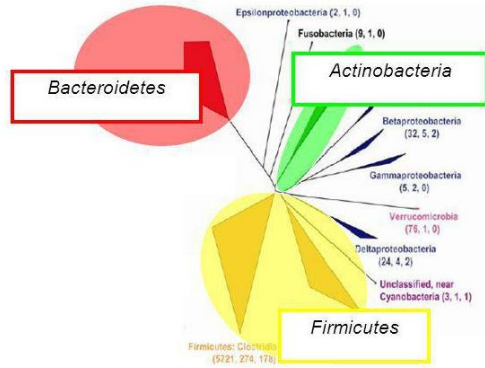 Epsilonproteobacteria (2, 1, 0)
Fusobacteria (9, 1, 0)
Bacteroidetes
Actinobacteria
Betaproteobacteria
(32, 5, 2)
Gammaproteobacteria
(5, 2, 0)
Verrucomicrobia
(76, 1, 0)
Deltaproteobacteria
(24, 4, 2)
Unclassified, near
Cyanobacteria (3, 1, 1)
Firmicutes
Firmicutes: Clostridia
(5721, 274, 178)